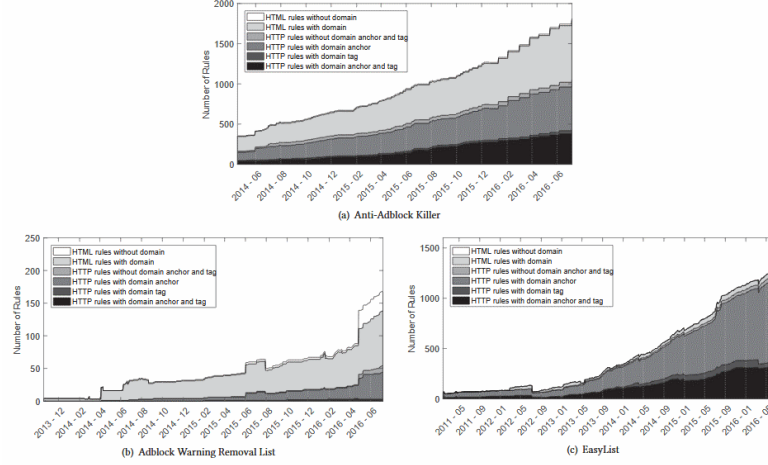 2000
1500
1000
500
0
Number of Rules
HTML rules without domain
HTML rules with domain
HTTP rules without domain anchor and tag
HTTP rules with domain anchor
HTTP rules with domain tag
HTTP rules with domain anchor and tag
2014 - 06
2014 - 08
2014 - 10
2014 - 12
2015 - 02
2015 - 04
2015 - 06
2015 - 08
2015 - 10
2015 - 12
2016 - 02
2016 - 04
2016 - 06
(a) Anti-Adblock Killer
250
200
150
100
50
0
Number of Rules
HTML rules without domain
HTML rules with domain
HTTP rules without domain anchor and tag
HTTP rules with domain anchor
HTTP rules with domain tag
HTTP rules with domain anchor and tag
2013 - 12
2014 - 02
2014 - 04
2014 - 06
2014 - 08
2014 - 10
2014 - 12
2015 - 02
2015 - 04
2015 - 06
2015 - 08
2015 - 10
2015 - 12
2016 - 02
2016 - 04
2016 - 06
(b) Adblock Warning Removal List
1500
1000
500
0
Number of Rules
HTML rules without domain
HTML rules with domain
HTTP rules without domain anchor and tag
HTTP rules with domain anchor
HTTP rules with domain tag
HTTP rules with domain anchor and tag
2011 - 05
2011 - 09
2012 - 01
2012 - 05
2012 - 09
2013 - 01
2013 - 05
2013 - 09
2014 - 01
2014 - 05
2014 - 09
2015 - 01
2015 - 05
2015 - 09
2016 - 01
2016 - 0
(c) EasyList